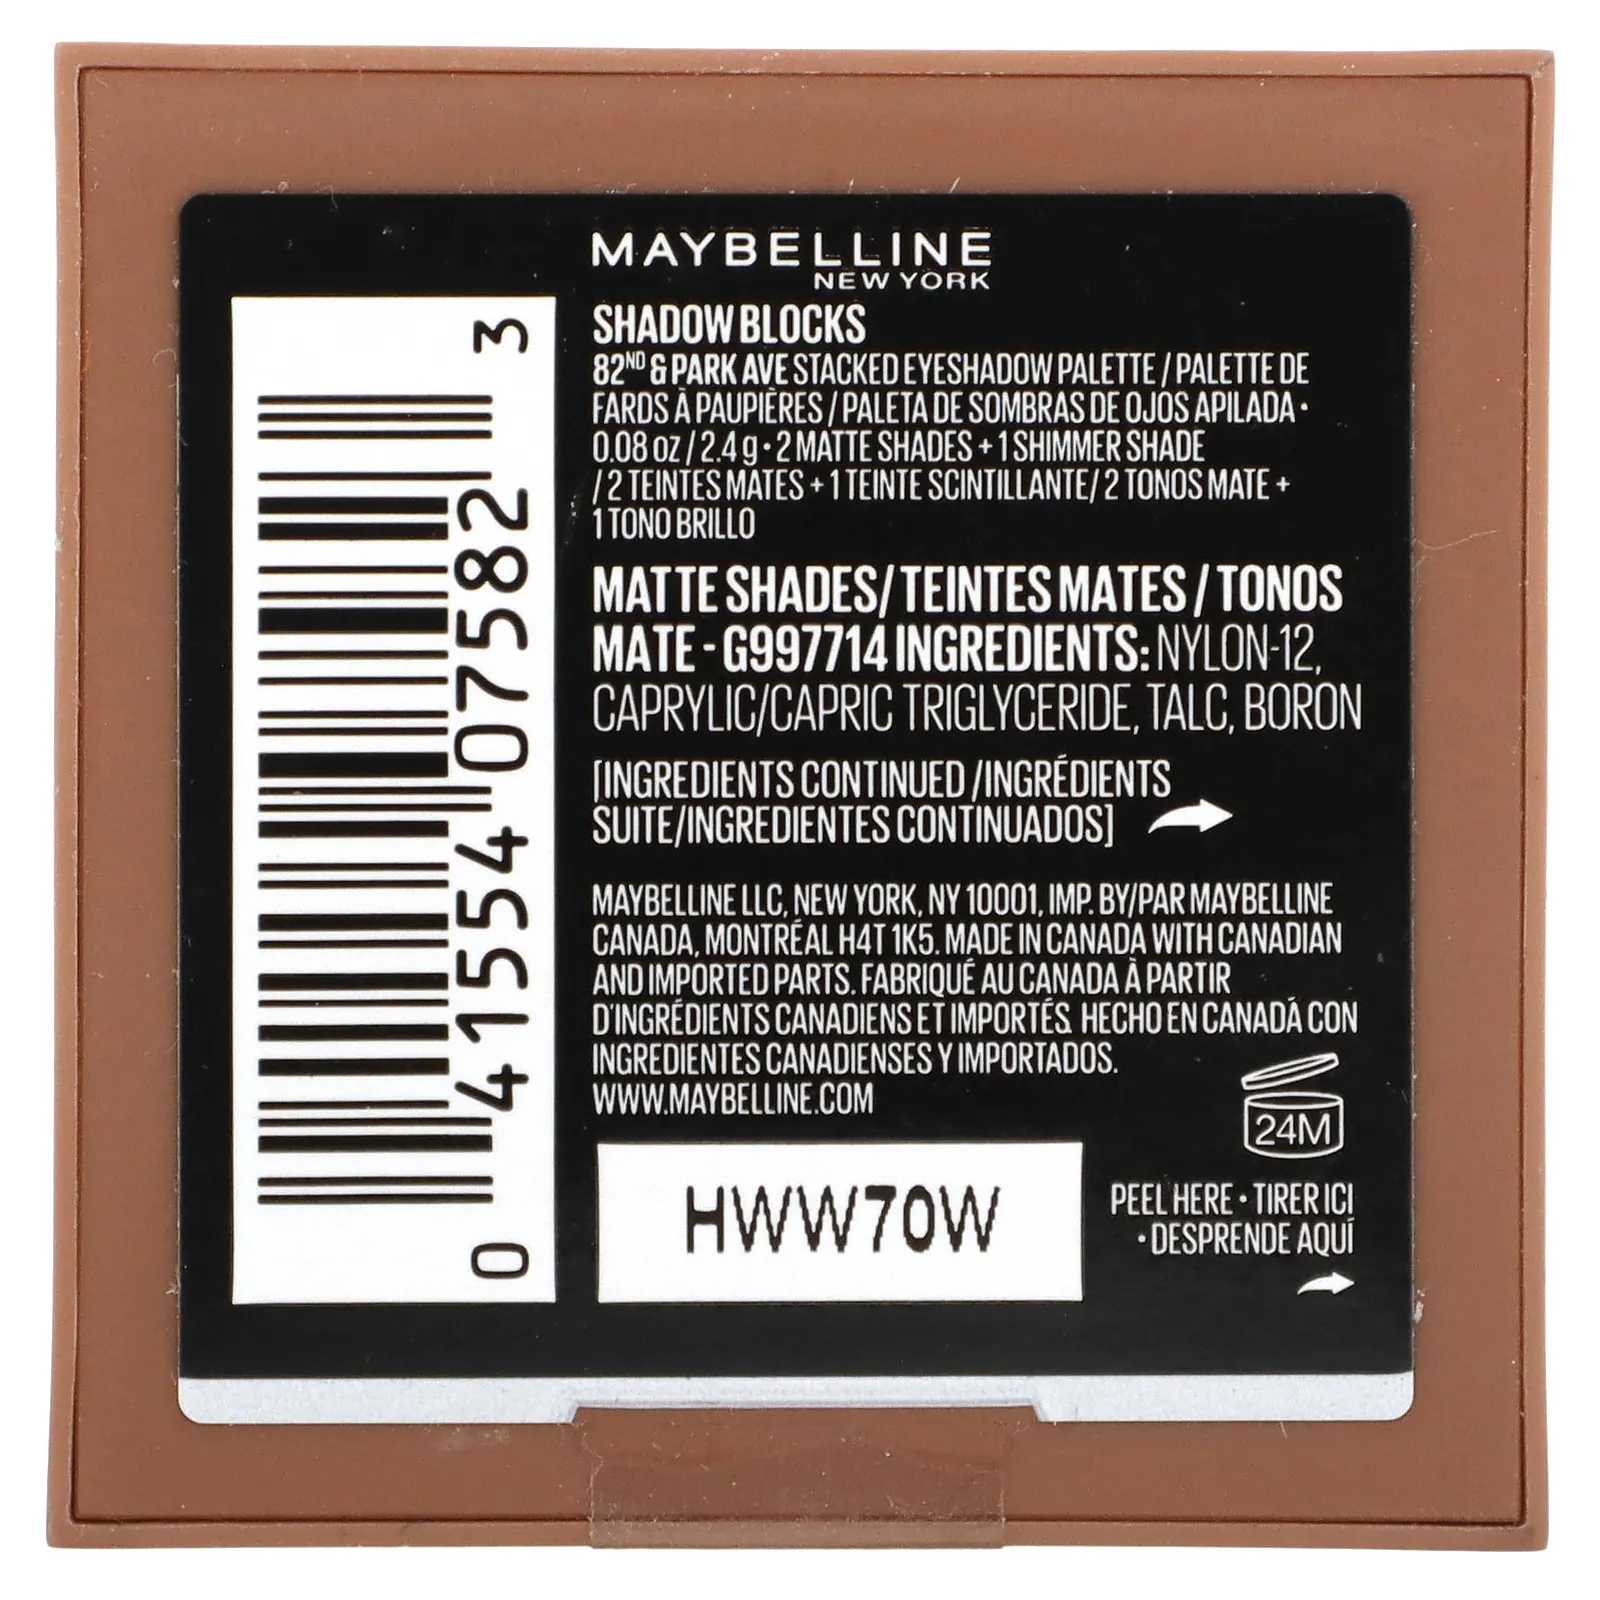 MAYBELLINE
NEW YORK
SHADOW BLOCKS
82ND & PARK AVE STACKED EYESHADOW PALETTE / PALETTE DE
FARDS À PAUPIÈRES / PALETA DE SOMBRAS DE OJOS APILADA •
0.08 oz / 2.4 g • 2 MATTE SHADES + 1 SHIMMER SHADE
/ 2 TEINTES MATES + 1 TEINTE SCINTILLANTE/ 2 TONOS MATE +
1 TONO BRILLO
MATTE SHADES/ TEINTES MATES / TONOS
MATE - G997714 INGREDIENTS: NYLON-12,
CAPRYLIC/CAPRIC TRIGLYCERIDE, TALC, BORON
[INGREDIENTS CONTINUED /INGRÉDIENTS
SUITE/INGREDIENTES CONTINUADOS]
MAYBELLINE LLC, NEW YORK, NY 10001, IMP. BY/PAR MAYBELLINE
CANADA, MONTRÉAL H4T 1K5. MADE IN CANADA WITH CANADIAN
AND IMPORTED PARTS. FABRIQUÉ AU CANADA À PARTIR
D'INGRÉDIENTS CANADIENS ET IMPORTÉS. HECHO EN CANADÁ CON
INGREDIENTES CANADIENSES Y IMPORTADOS.
WWW.MAYBELLINE.COM
24M
HWW70W
PEEL HERE • TIRER ICI
• DESPRENDE AQUÍ
0 41554 07582 3